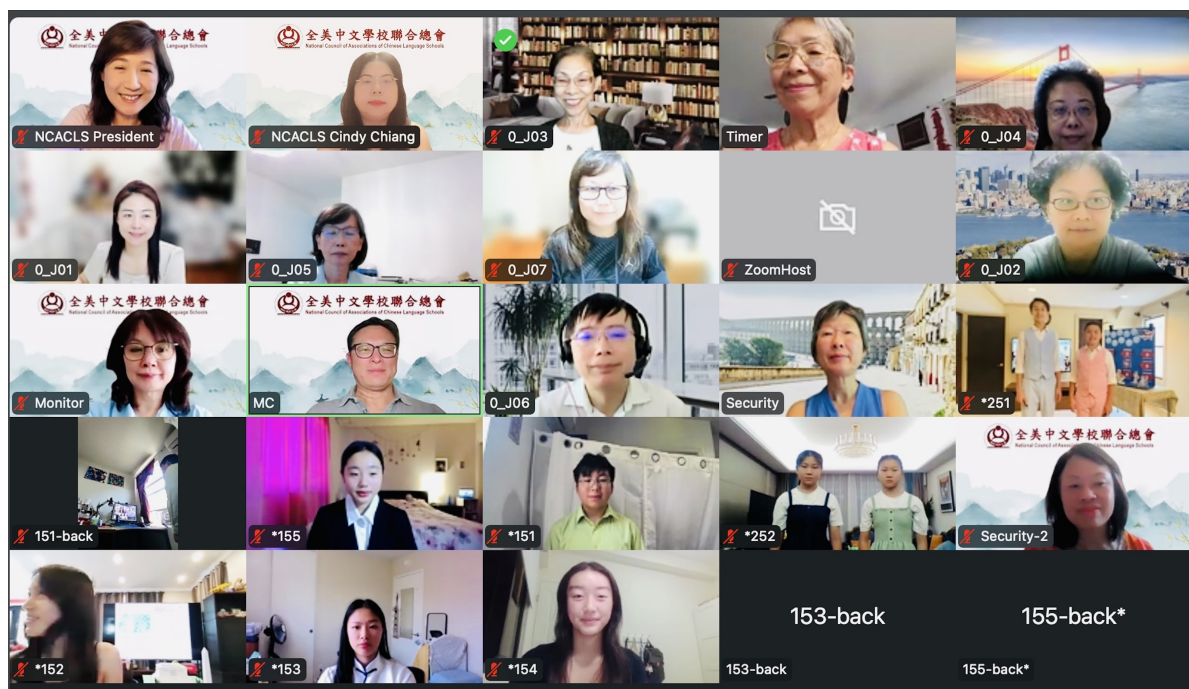 全美中文學校聯合總會
National Council of Associations of Chinese Language Schools
NCACLS President
全美中文學校聯合總會
National Council of Associations of Chinese Language Schools
NCACLS Cindy Chiang
0_J03
Timer
0_J04
0_J01
0_J05
0_J07
ZoomHost
0_J02
全美中文學校聯合總會
National Council of Associations of Chinese Language Schools
Monitor
全美中文學校聯合總會
National Council of Associations of Chinese Language Schools
MC
0_J06
Security
*251
151-back
*155
*151
*252
全美中文學校聯合總會
National Council of Associations of Chinese Language Schools
Security-2
*152
*153
*154
153-back
153-back
155-back*
155-back*